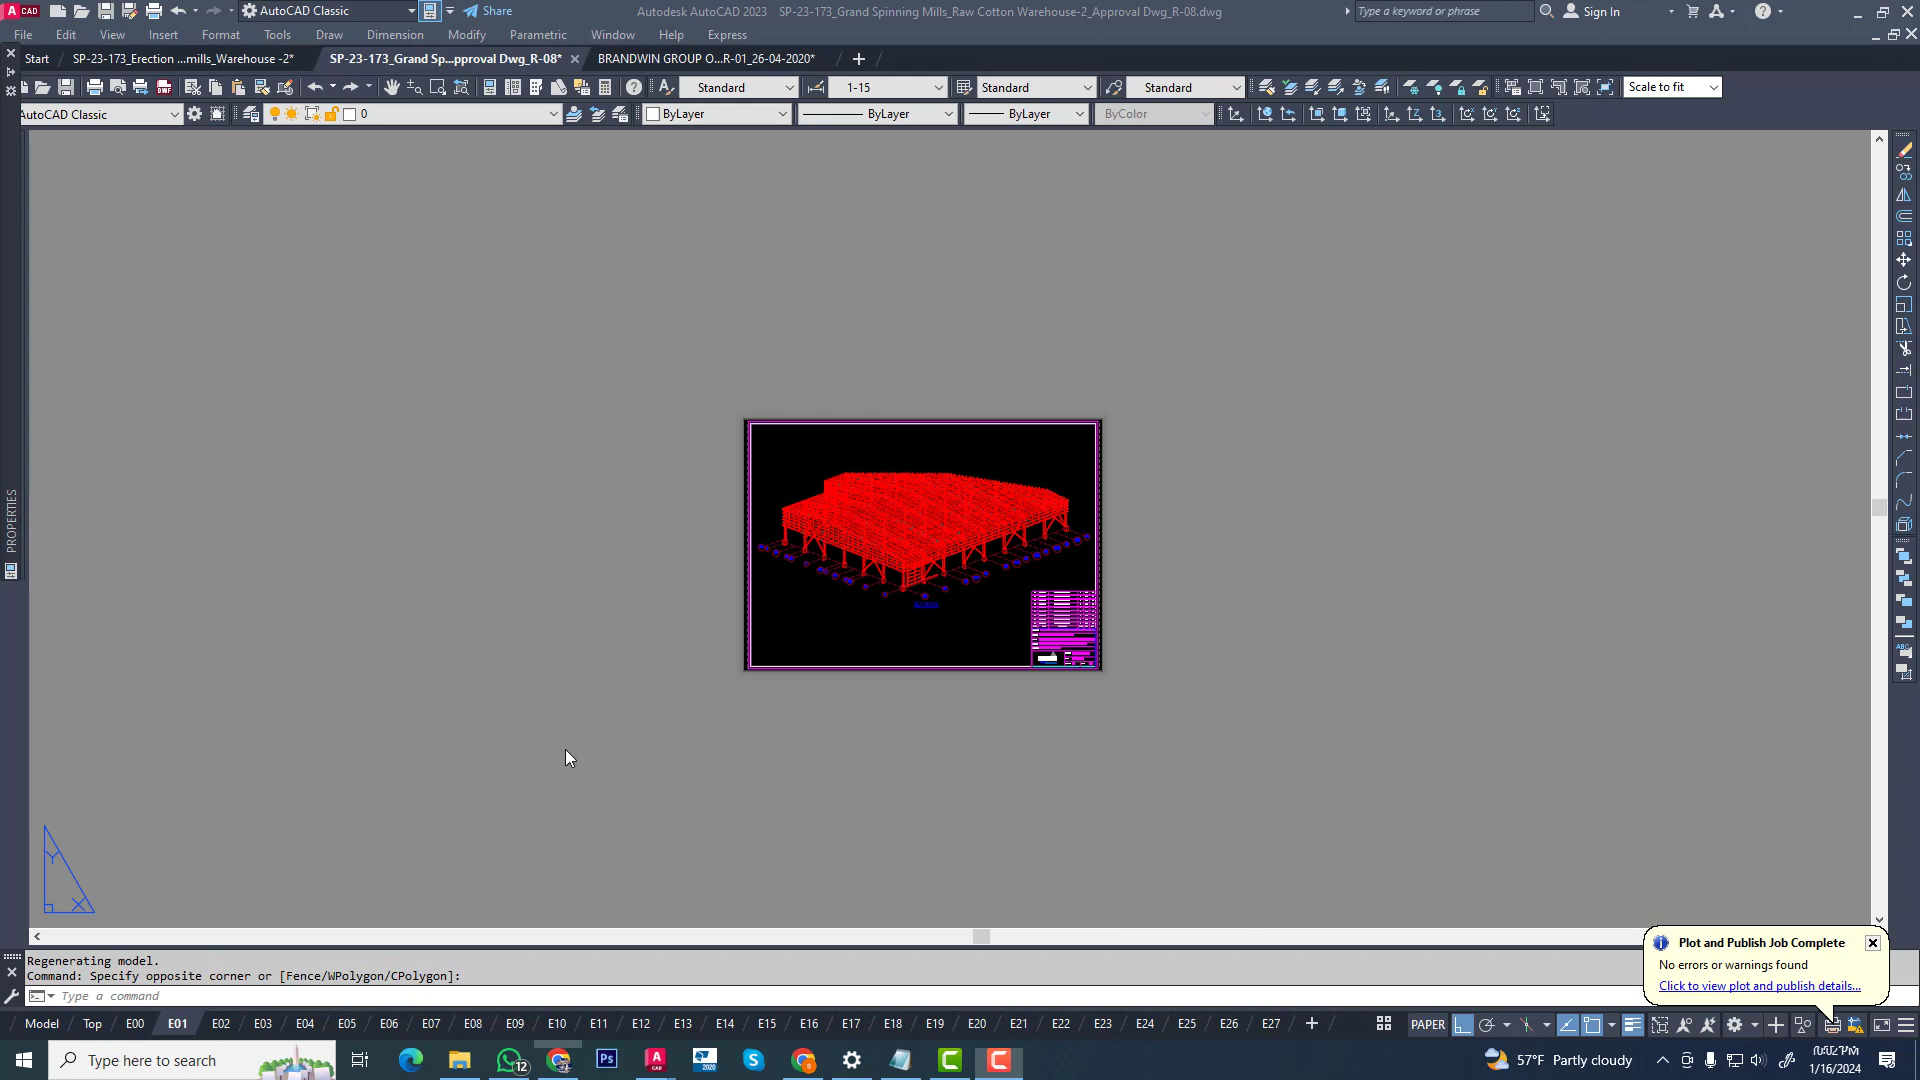 CAD
AutoCAD Classic
Share
Autodesk AutoCAD 2023 SP-23-173_Grand Spinning Mills_Raw Cotton Warehouse-2_Approval Dwg_R-08.dwg
Type a keyword or phrase
Sign In
File Edit View Insert Format Tools Draw Dimension Modify Parametric Window Help Express
Start SP-23-173_Erection ...mills_Warehouse -2* SP-23-173_Grand Sp...pproval Dwg_R-08* BRANDWIN GROUP O...R-01_26-04-2020*
Standard 1-15 Standard Standard Scale to fit
AutoCAD Classic 0 ByLayer ByLayer ByLayer ByColor
PROPERTIES
Y
X
Plot and Publish Job Complete
No errors or warnings found
Click to view plot and publish details...
Regenerating model.
Command: Specify opposite corner or [Fence/WPolygon/CPolygon]:
Type a command
Model Top E00 E01 E02 E03 E04 E05 E06 E07 E08 E09 E10 E11 E12 E13 E14 E15 E16 E17 E18 E19 E20 E21 E22 E23 E24 E25 E26 E27 PAPER
Type here to search
12
Ps
2020
57°F Partly cloudy
1/16/2024